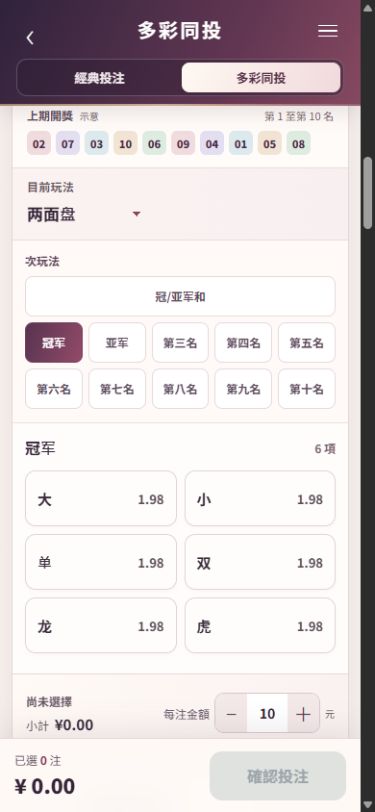 多彩同投
經典投注 多彩同投
上期開獎 示意 第 1 至第 10 名
02 07 03 10 06 09 04 01 05 08
目前玩法
两面盘
次玩法
冠/亚军和
冠军 亚军 第三名 第四名 第五名
第六名 第七名 第八名 第九名 第十名
冠军 6 項
大 1.98 小 1.98
单 1.98 双 1.98
龙 1.98 虎 1.98
尚未選擇
小計 ¥0.00 每注金額 − 10 + 元
已選 0 注
¥ 0.00
確認投注